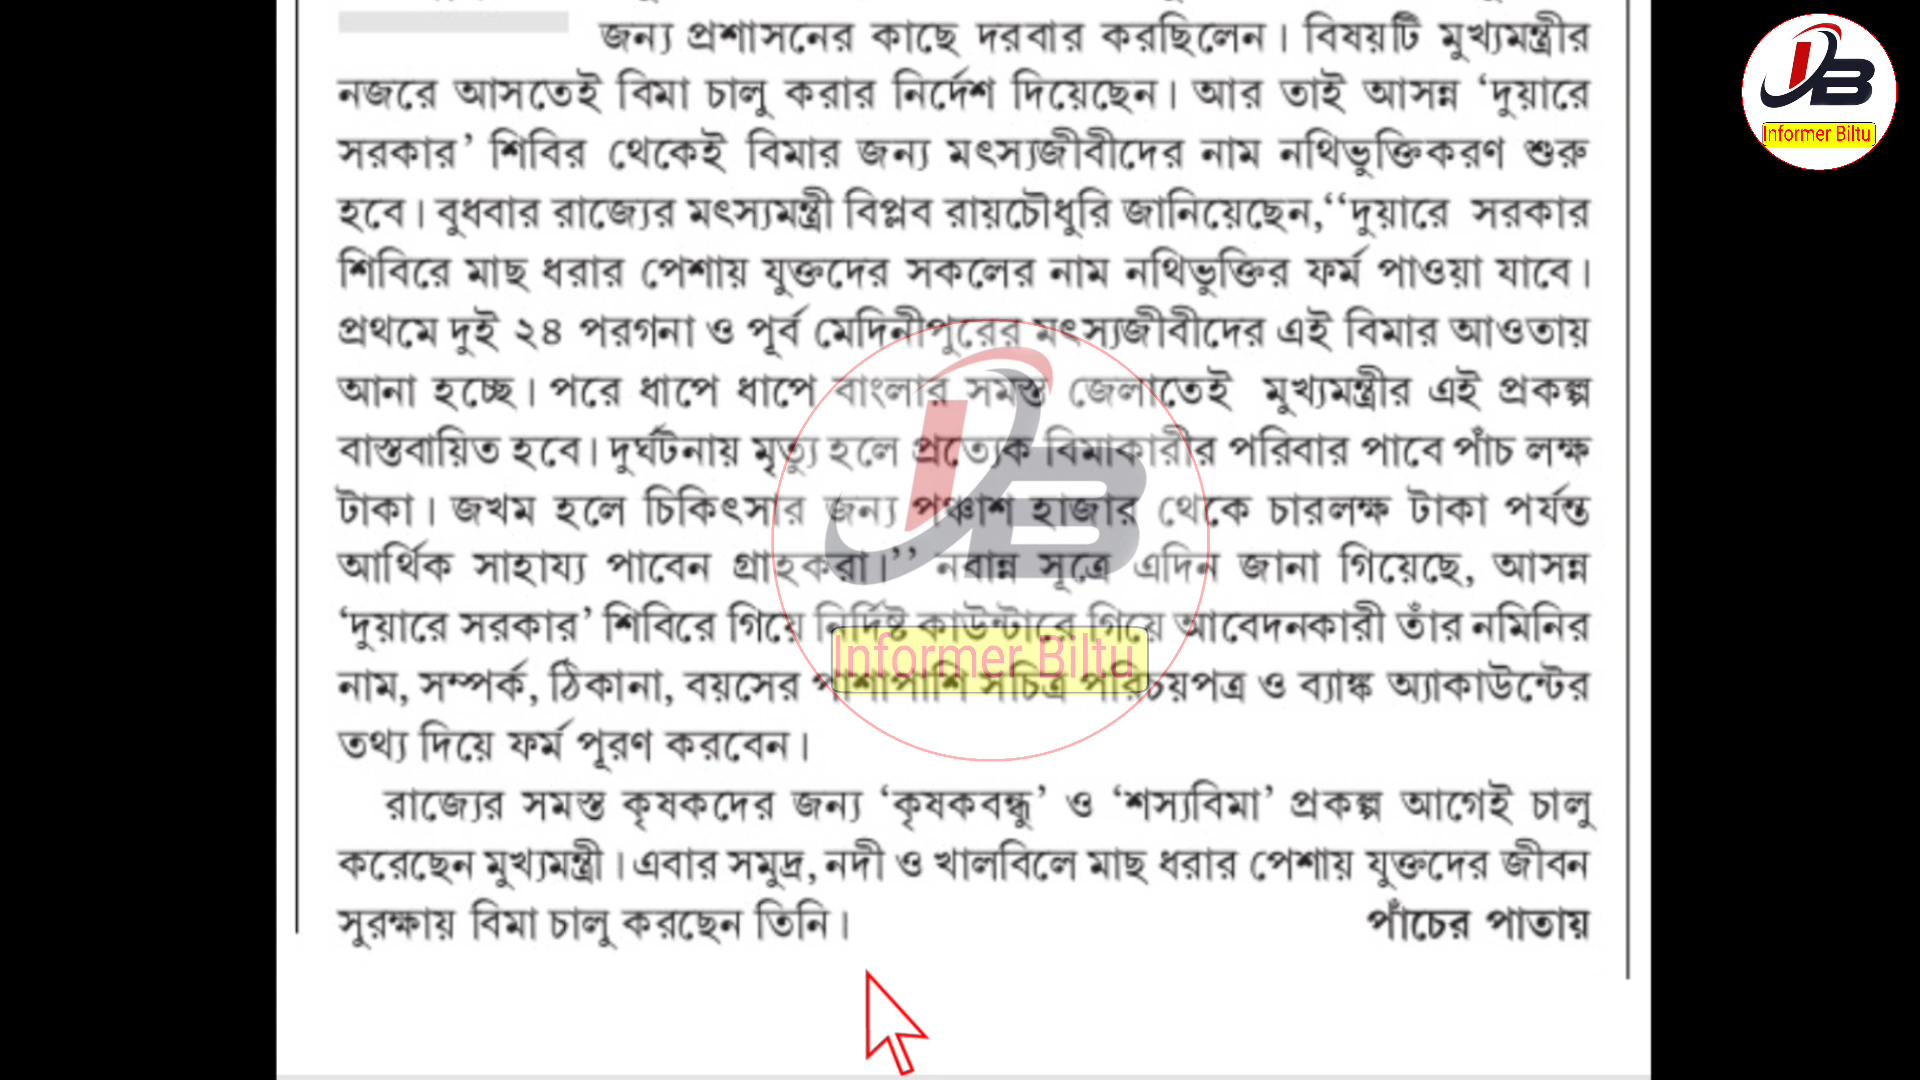 জন্য প্রশাসনের কাছে দরবার করছিলেন। বিষয়টি মুখ্যমন্ত্রীর
নজরে আসতেই বিমা চালু করার নির্দেশ দিয়েছেন। আর তাই আসন্ন ‘দুয়ারে
সরকার’ শিবির থেকেই বিমার জন্য মৎস্যজীবীদের নাম নথিভুক্তিকরণ শুরু
হবে। বুধবার রাজ্যের মৎস্যমন্ত্রী বিপ্লব রায়চৌধুরি জানিয়েছেন,‘‘দুয়ারে সরকার
শিবিরে মাছ ধরার পেশায় যুক্তদের সকলের নাম নথিভুক্তির ফর্ম পাওয়া যাবে।
প্রথমে দুই ২৪ পরগনা ও পূর্ব মেদিনীপুরের মৎস্যজীবীদের এই বিমার আওতায়
আনা হচ্ছে। পরে ধাপে ধাপে বাংলার সমস্ত জেলাতেই মুখ্যমন্ত্রীর এই প্রকল্প
বাস্তবায়িত হবে। দুর্ঘটনায় মৃত্যু হলে প্রত্যেক বিমাকারীর পরিবার পাবে পাঁচ লক্ষ
টাকা। জখম হলে চিকিৎসার জন্য পঞ্চাশ হাজার থেকে চারলক্ষ টাকা পর্যন্ত
আর্থিক সাহায্য পাবেন গ্রাহকরা।’’ নবান্ন সূত্রে এদিন জানা গিয়েছে, আসন্ন
‘দুয়ারে সরকার’ শিবিরে গিয়ে নির্দিষ্ট কাউন্টারে গিয়ে আবেদনকারী তাঁর নমিনির
নাম, সম্পর্ক, ঠিকানা, বয়সের পাশাপাশি সচিত্র পরিচয়পত্র ও ব্যাঙ্ক অ্যাকাউন্টের
তথ্য দিয়ে ফর্ম পূরণ করবেন।
রাজ্যের সমস্ত কৃষকদের জন্য ‘কৃষকবন্ধু’ ও ‘শস্যবিমা’ প্রকল্প আগেই চালু
করেছেন মুখ্যমন্ত্রী। এবার সমুদ্র, নদী ও খালবিলে মাছ ধরার পেশায় যুক্তদের জীবন
সুরক্ষায় বিমা চালু করছেন তিনি।
পাঁচের পাতায়
IB
Informer Biltu
IB
Informer Biltu